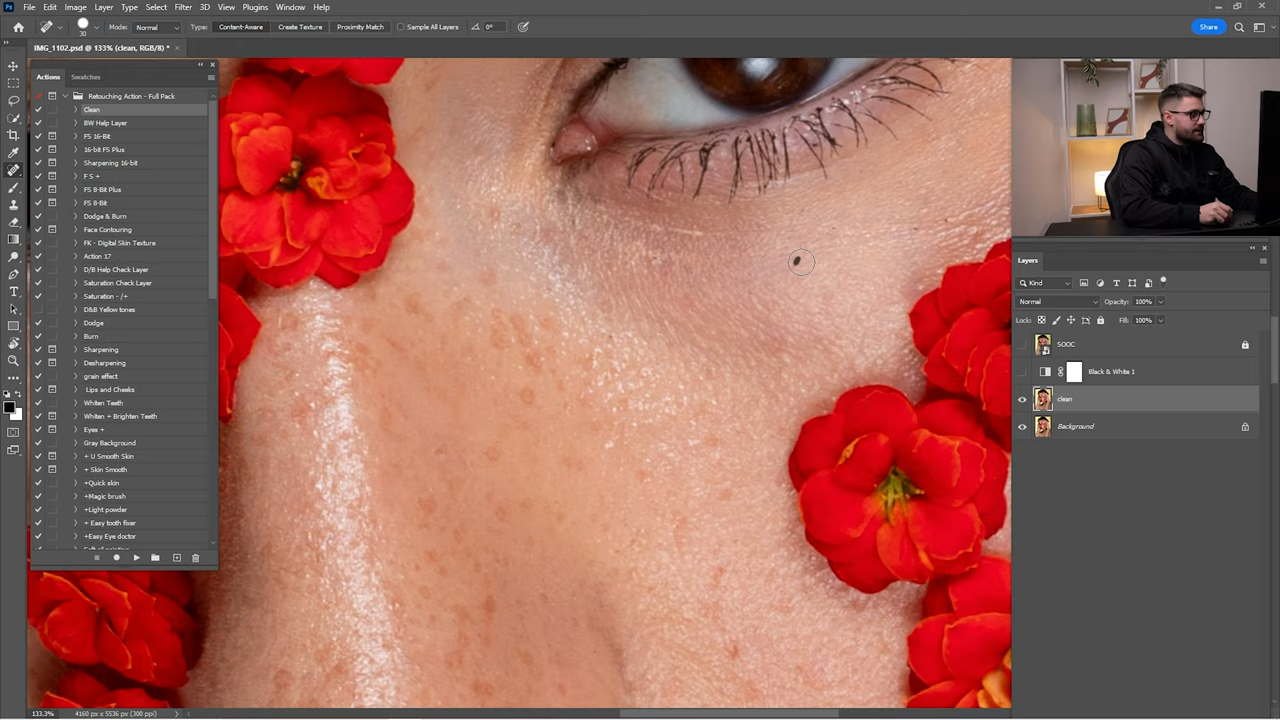 Ps File Edit Image Layer Type Select Filter 3D View Plugins Window Help
30 Mode: Normal Type: Content-Aware Create Texture Proximity Match Sample All Layers 0° Share
IMG_1102.psd @ 133% (clean, RGB/8) *
Actions Swatches
Retouching Action - Full Pack
Clean
BW Help Layer
FS 16-Bit
16-bit FS Plus
Sharpening 16-bit
F S +
FS 8-Bit Plus
FS 8-Bit
Dodge & Burn
Face Contouring
FK - Digital Skin Texture
Action 17
D/B Help Check Layer
Saturation Check Layer
Saturation - /+
D&B Yellow tones
Dodge
Burn
Sharpening
Desharpening
grain effect
Lips and Cheeks
Whiten Teeth
Whiten + Brighten Teeth
Eyes +
Gray Background
+ U Smooth Skin
+ Skin Smooth
+Quick skin
+Magic brush
+Light powder
+ Easy tooth fixer
+Easy Eye doctor
Layers
Kind
Normal Opacity: 100%
Lock: Fill: 100%
SOOC
Black & White 1
clean
Background
133.3% 4160 px x 5536 px (300 ppi)